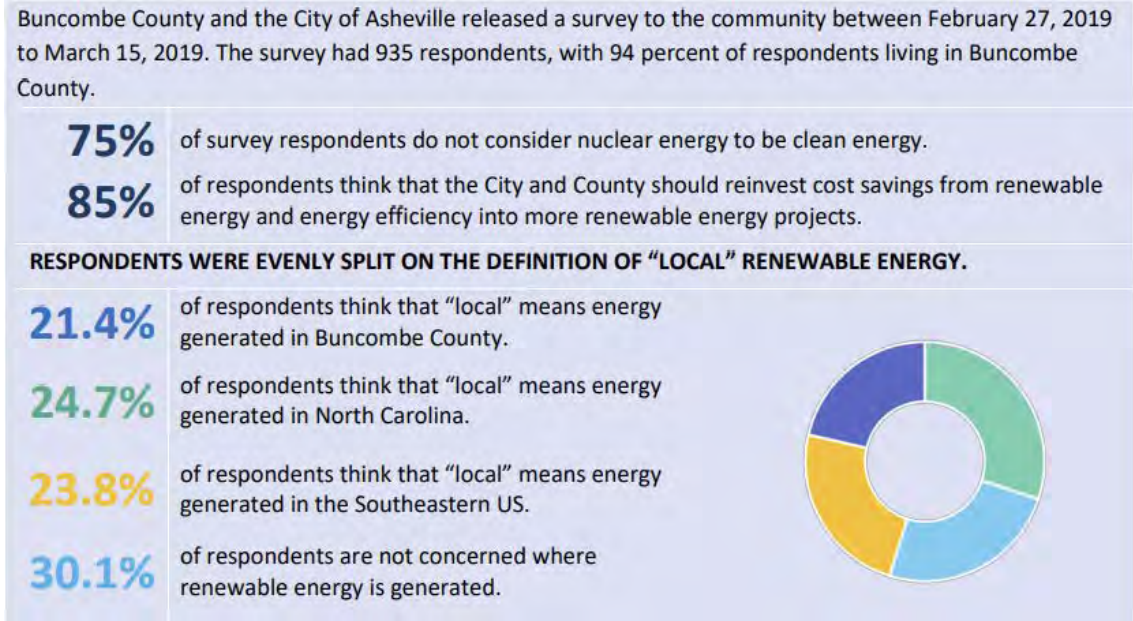 Buncombe County and the City of Asheville released a survey to the community between February 27, 2019
to March 15, 2019. The survey had 935 respondents, with 94 percent of respondents living in Buncombe
County.
75%
of survey respondents do not consider nuclear energy to be clean energy.
85%
of respondents think that the City and County should reinvest cost savings from renewable
energy and energy efficiency into more renewable energy projects.
RESPONDENTS WERE EVENLY SPLIT ON THE DEFINITION OF “LOCAL” RENEWABLE ENERGY.
21.4%
of respondents think that “local” means energy
generated in Buncombe County.
24.7%
of respondents think that “local” means energy
generated in North Carolina.
23.8%
of respondents think that “local” means energy
generated in the Southeastern US.
30.1%
of respondents are not concerned where
renewable energy is generated.